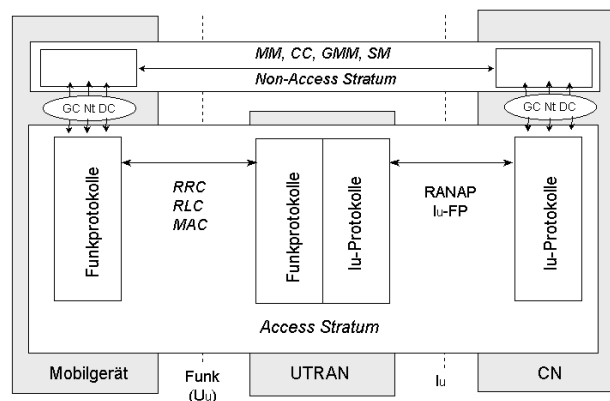 MM, CC, GMM, SM
Non-Access Stratum
GC Nt DC
GC Nt DC
Funkprotokolle
RRC
RLC
MAC
Funkprotokolle
Iu-Protokolle
RANAP
Iu-FP
Iu-Protokolle
Access Stratum
Mobilgerät
Funk
(Uu)
UTRAN
Iu
CN